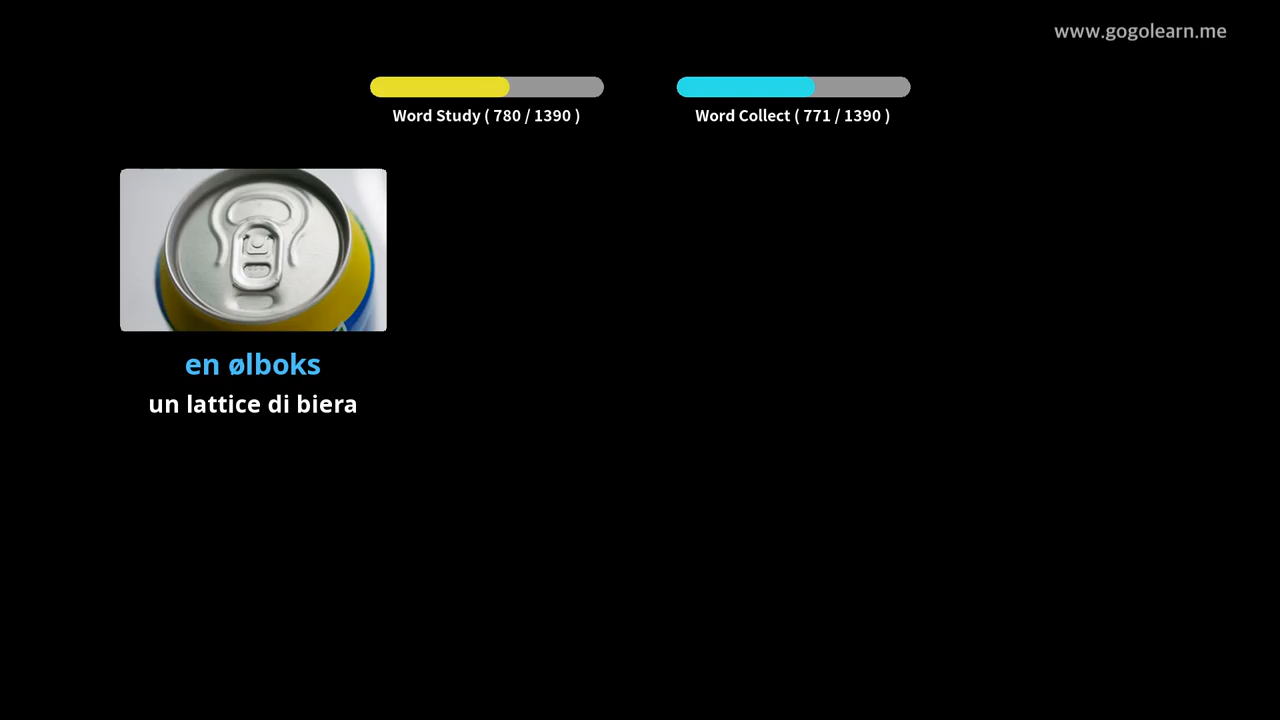 www.gogolearn.me
Word Study ( 780 / 1390 )
Word Collect ( 771 / 1390 )
en ølboks
un lattice di biera